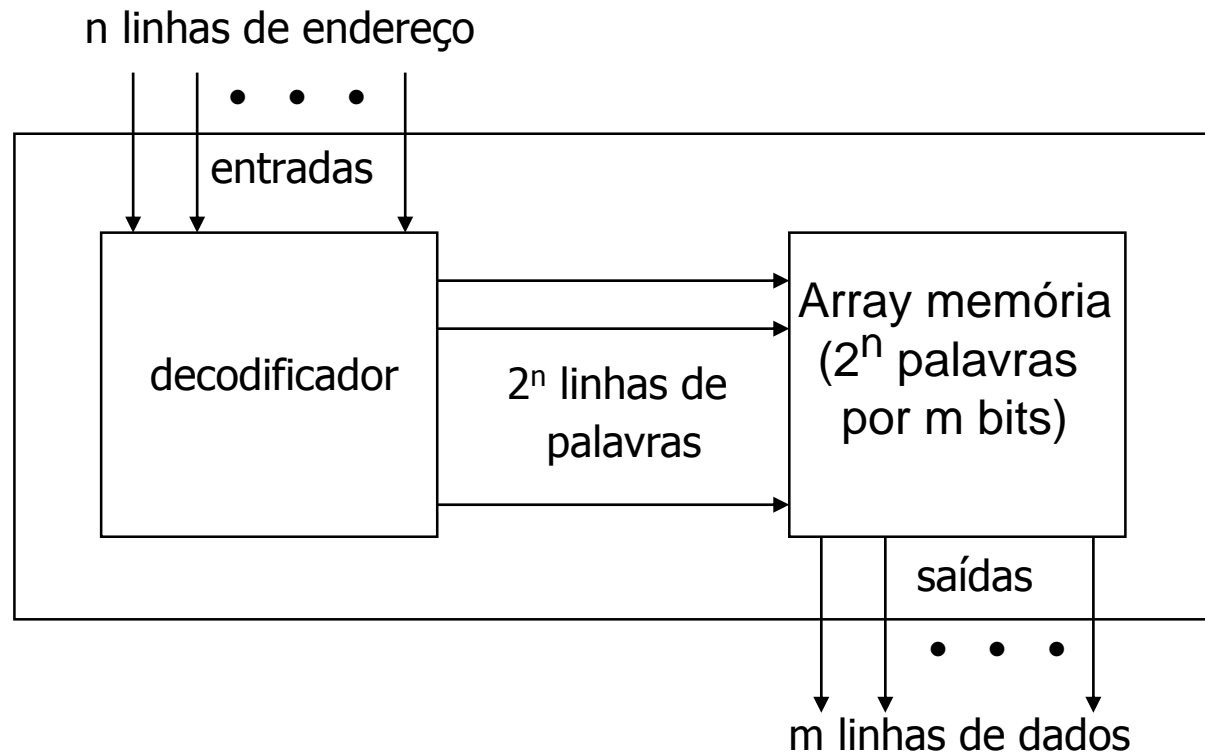 n linhas de endereço
entradas
decodificador
2ⁿ linhas de
palavras
Array memória
(2ⁿ palavras
por m bits)
saídas
m linhas de dados